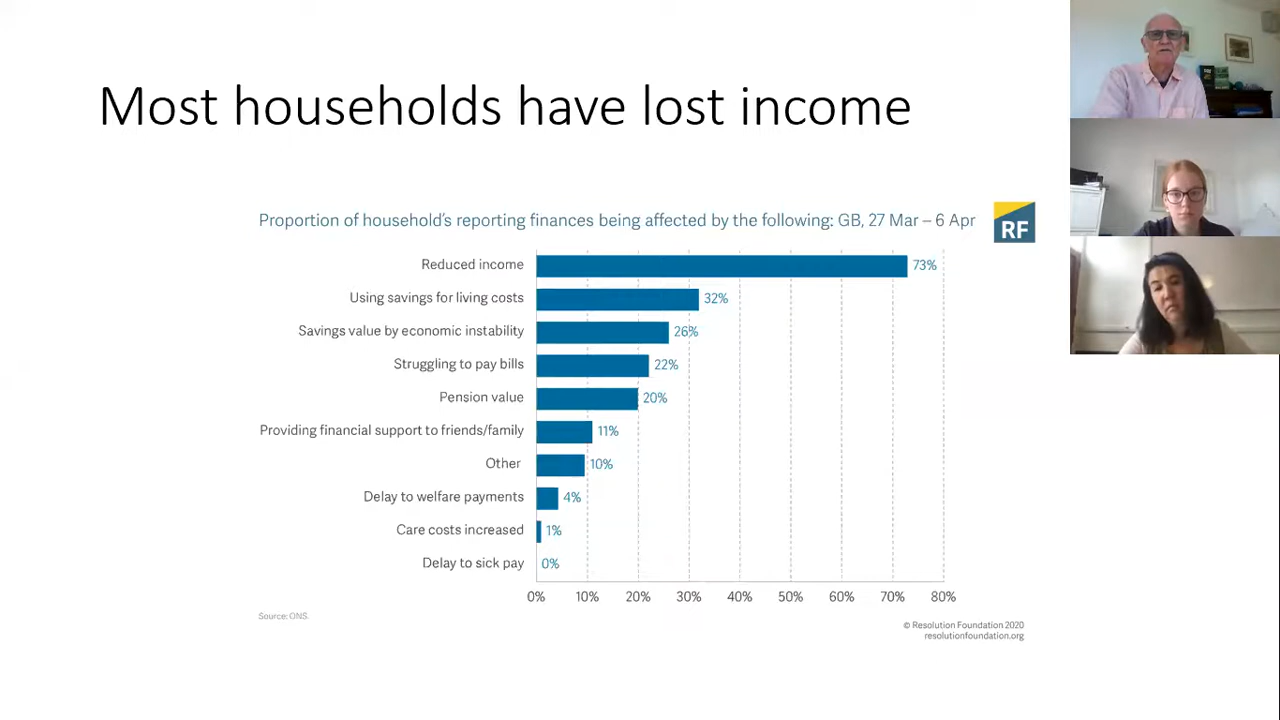 Most households have lost income
Proportion of household's reporting finances being affected by the following: GB, 27 Mar – 6 Apr
RF
Reduced income 73%
Using savings for living costs 32%
Savings value by economic instability 26%
Struggling to pay bills 22%
Pension value 20%
Providing financial support to friends/family 11%
Other 10%
Delay to welfare payments 4%
Care costs increased 1%
Delay to sick pay 0%
0% 10% 20% 30% 40% 50% 60% 70% 80%
Source: ONS.
© Resolution Foundation 2020
resolutionfoundation.org